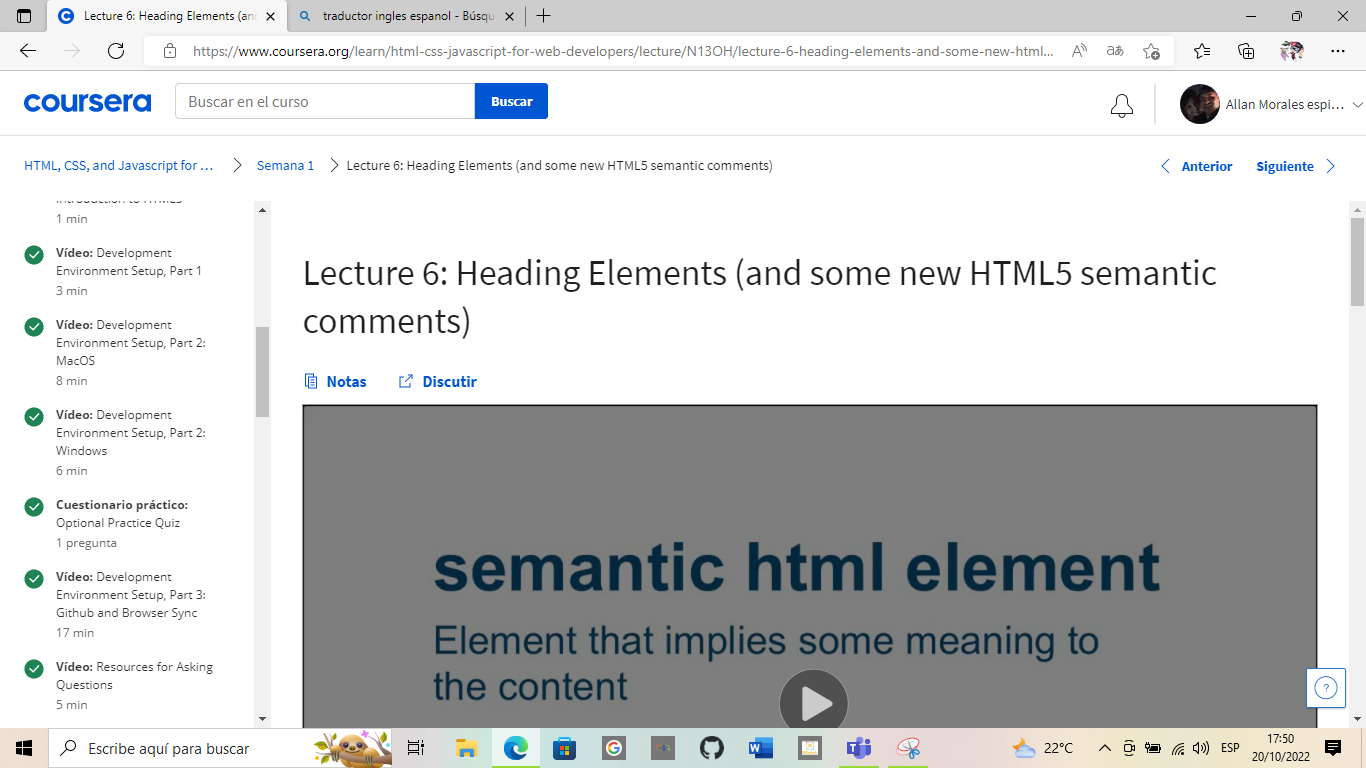 Lecture 6: Heading Elements (and
traductor ingles espanol - Búsqu
https://www.coursera.org/learn/html-css-javascript-for-web-developers/lecture/N13OH/lecture-6-heading-elements-and-some-new-html...
coursera
Buscar en el curso
Buscar
Allan Morales espi...
HTML, CSS, and Javascript for ...
Semana 1
Lecture 6: Heading Elements (and some new HTML5 semantic comments)
Anterior
Siguiente
Introduction to HTML5
1 min
Vídeo: Development
Environment Setup, Part 1
3 min
Vídeo: Development
Environment Setup, Part 2:
MacOS
8 min
Vídeo: Development
Environment Setup, Part 2:
Windows
6 min
Cuestionario práctico:
Optional Practice Quiz
1 pregunta
Vídeo: Development
Environment Setup, Part 3:
Github and Browser Sync
17 min
Vídeo: Resources for Asking
Questions
5 min
Lecture 6: Heading Elements (and some new HTML5 semantic
comments)
Notas
Discutir
semantic html element
Element that implies some meaning to
the content
?
Escribe aquí para buscar
22°C
ESP
17:50
20/10/2022